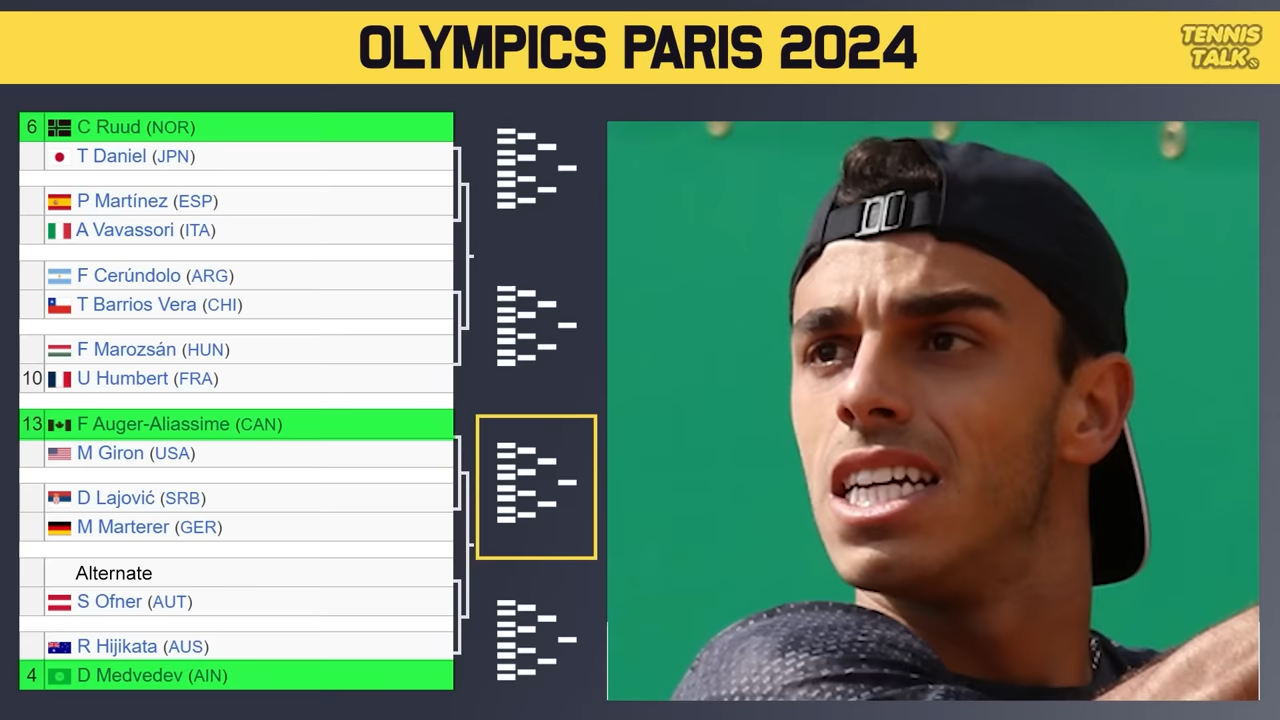 OLYMPICS PARIS 2024
TENNIS
TALK
6 C Ruud (NOR)
T Daniel (JPN)
P Martínez (ESP)
A Vavassori (ITA)
F Cerúndolo (ARG)
T Barrios Vera (CHI)
F Marozsán (HUN)
10 U Humbert (FRA)
13 F Auger-Aliassime (CAN)
M Giron (USA)
D Lajović (SRB)
M Marterer (GER)
Alternate
S Ofner (AUT)
R Hijikata (AUS)
4 D Medvedev (AIN)